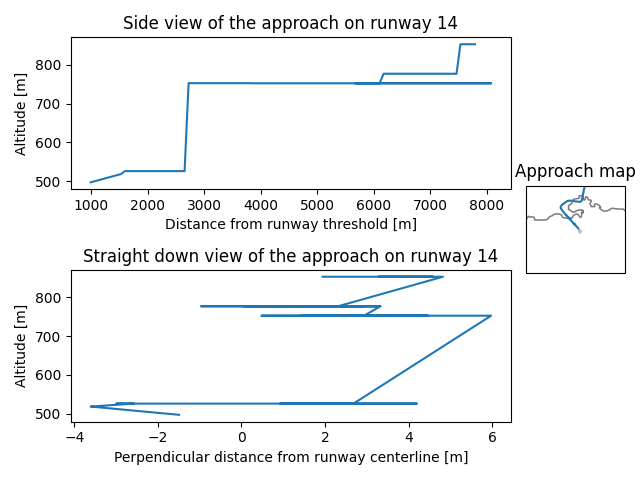 Side view of the approach on runway 14
800
700
600
500
Altitude [m]
1000 2000 3000 4000 5000 6000 7000 8000
Distance from runway threshold [m]
Approach map
Straight down view of the approach on runway 14
800
700
600
500
Altitude [m]
−4 −2 0 2 4 6
Perpendicular distance from runway centerline [m]